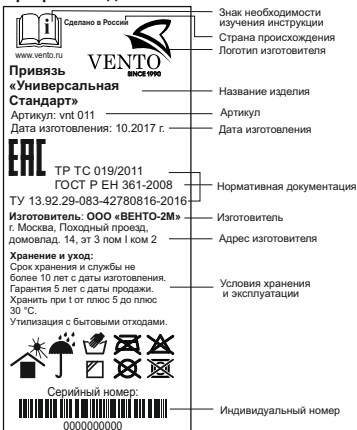 Сделано в России
Знак необходимости
изучения инструкции
Страна происхождения
Логотип изготовителя
www.vento.ru
VENTO
SINCE 1990
Привязь
«Универсальная
Стандарт»
Название изделия
Артикул: vnt 011
Артикул
Дата изготовления: 10.2017 г.
Дата изготовления
ЕАС
ТР ТС 019/2011
ГОСТ Р ЕН 361-2008
Нормативная документация
ТУ 13.92.29-083-42780816-2016
Изготовитель: ООО «ВЕНТО-2М»
Изготовитель
г. Москва, Походный проезд,
домовлад. 14, эт 3 пом I ком 2
Адрес изготовителя
Хранение и уход:
Срок хранения и службы не
более 10 лет с даты изготовления.
Гарантия 5 лет с даты продажи.
Хранить при t от плюс 5 до плюс
30 °С.
Утилизация с бытовыми отходами.
Условия хранения
и эксплуатации
Серийный номер:
0000000000
Индивидуальный номер